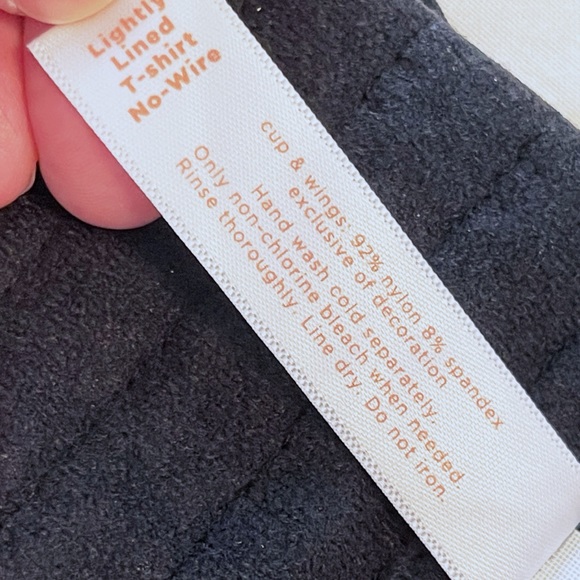 Lightly
Lined
T-shirt
No-Wire
cup & wings: 92% nylon 8% spandex
exclusive of decoration
Hand wash cold separately.
Only non-chlorine bleach when needed.
Rinse thoroughly. Line dry. Do not iron.